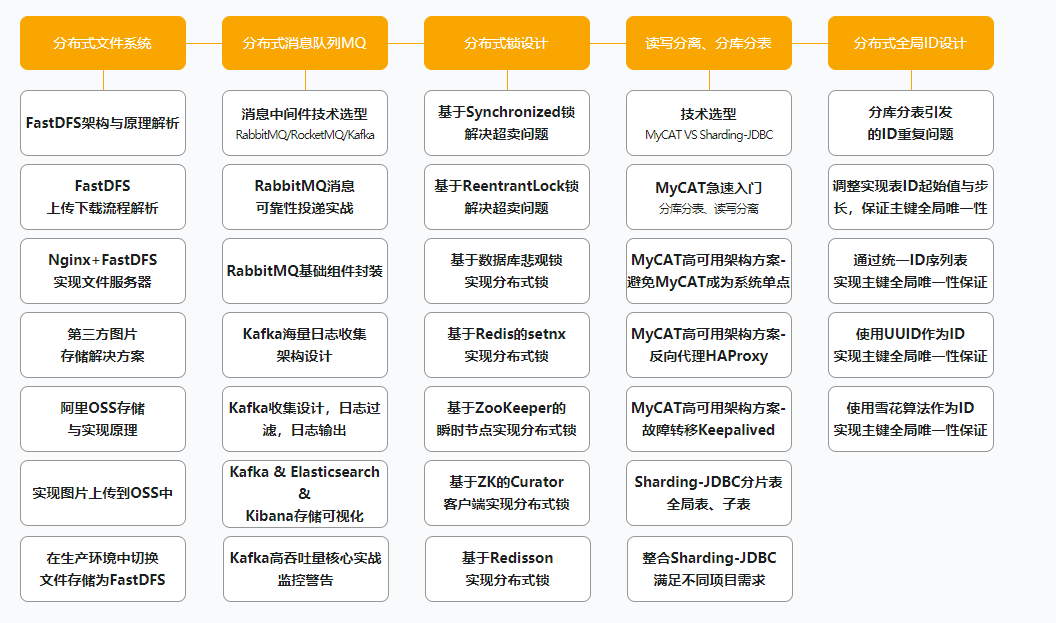 分布式文件系统
FastDFS架构与原理解析
FastDFS
上传下载流程解析
Nginx+FastDFS
实现文件服务器
第三方图片
存储解决方案
阿里OSS存储
与实现原理
实现图片上传到OSS中
在生产环境中切换
文件存储为FastDFS
分布式消息队列MQ
消息中间件技术选型
RabbitMQ/RocketMQ/Kafka
RabbitMQ消息
可靠性投递实战
RabbitMQ基础组件封装
Kafka海量日志收集
架构设计
Kafka收集设计，日志过
滤，日志输出
Kafka & Elasticsearch
&
Kibana存储可视化
Kafka高吞吐量核心实战
监控警告
分布式锁设计
基于Synchronized锁
解决超卖问题
基于ReentrantLock锁
解决超卖问题
基于数据库悲观锁
实现分布式锁
基于Redis的setnx
实现分布式锁
基于ZooKeeper的
瞬时节点实现分布式锁
基于ZK的Curator
客户端实现分布式锁
基于Redisson
实现分布式锁
读写分离、分库分表
技术选型
MyCAT VS Sharding-JDBC
MyCAT急速入门
分库分表、读写分离
MyCAT高可用架构方案-
避免MyCAT成为系统单点
MyCAT高可用架构方案-
反向代理HAProxy
MyCAT高可用架构方案-
故障转移Keepalived
Sharding-JDBC分片表
全局表、子表
整合Sharding-JDBC
满足不同项目需求
分布式全局ID设计
分库分表引发
的ID重复问题
调整实现表ID起始值与步
长，保证主键全局唯一性
通过统一ID序列表
实现主键全局唯一性保证
使用UUID作为ID
实现主键全局唯一性保证
使用雪花算法作为ID
实现主键全局唯一性保证